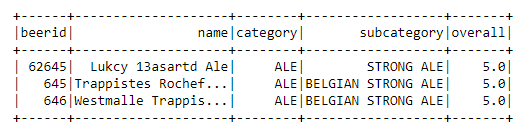 +------+--------------------+--------+------------------+-------+
|beerid|                name|category|       subcategory|overall|
+------+--------------------+--------+------------------+-------+
| 62645|  Lukcy 13asartd Ale|     ALE|        STRONG ALE|    5.0|
|   645|Trappistes Rochef...|     ALE|BELGIAN STRONG ALE|    5.0|
|   646|Westmalle Trappis...|     ALE|BELGIAN STRONG ALE|    5.0|
+------+--------------------+--------+------------------+-------+